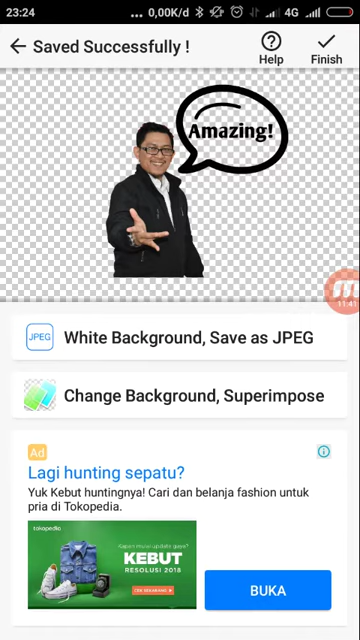 23:24 ... 0,00K/d 4G
Saved Successfully !
Help
Finish
Amazing!
11:41
JPEG
White Background, Save as JPEG
Change Background, Superimpose
Ad
Lagi hunting sepatu?
Yuk Kebut huntingnya! Cari dan belanja fashion untuk
pria di Tokopedia.
tokopedia
KEBUT
RESOLUSI 2018
BUKA